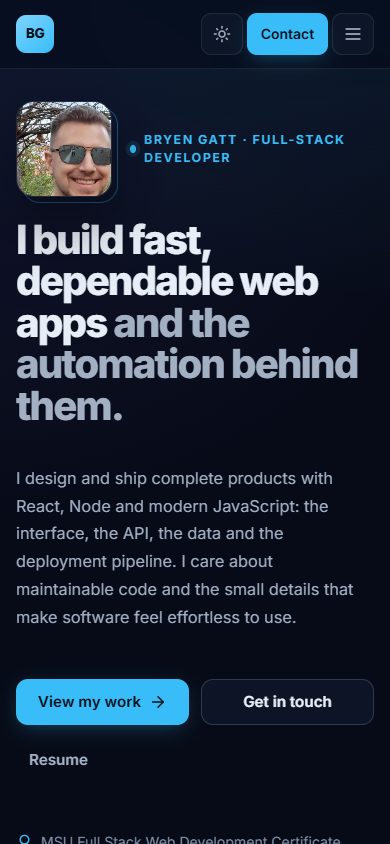 BG
Contact
BRYEN GATT · FULL-STACK
DEVELOPER
I build fast,
dependable web
apps and the
automation behind
them.
I design and ship complete products with
React, Node and modern JavaScript: the
interface, the API, the data and the
deployment pipeline. I care about
maintainable code and the small details that
make software feel effortless to use.
View my work
Get in touch
Resume
MSU Full Stack Web Development Certificate